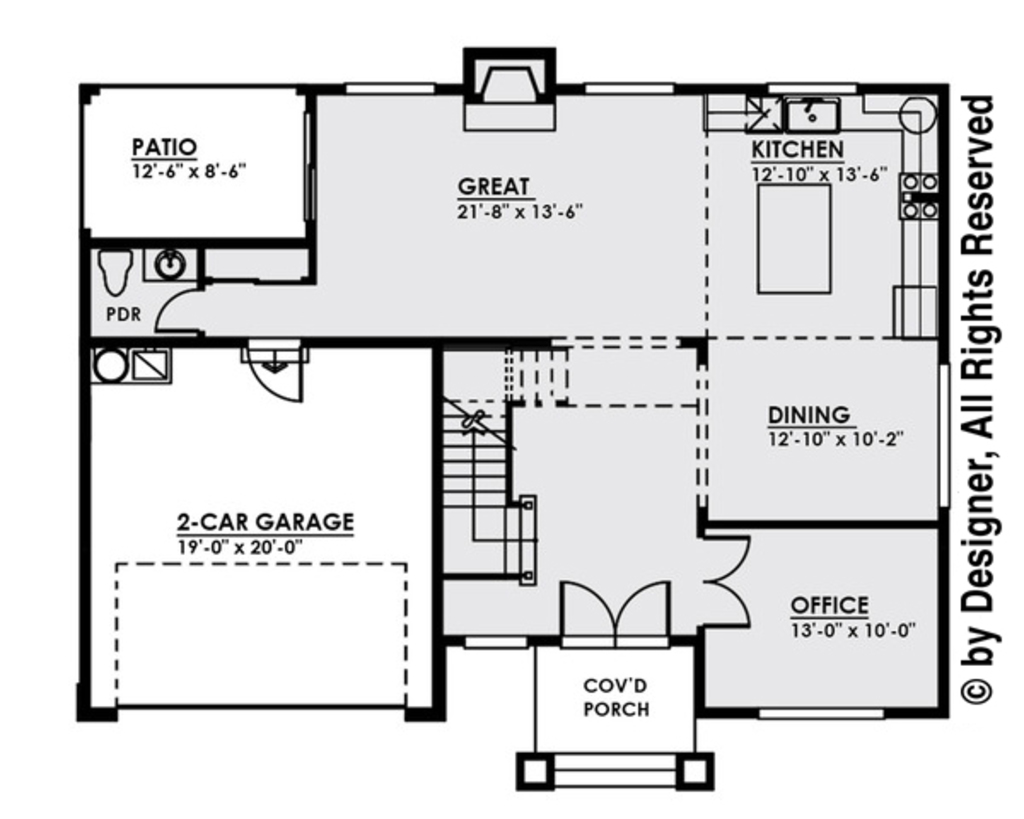 PATIO
12'-6" x 8'-6"
GREAT
21'-8" x 13'-6"
KITCHEN
12'-10" x 13'-6"
PDR
DINING
12'-10" x 10'-2"
2-CAR GARAGE
19'-0" x 20'-0"
OFFICE
13'-0" x 10'-0"
COV'D
PORCH
© by Designer, All Rights Reserved